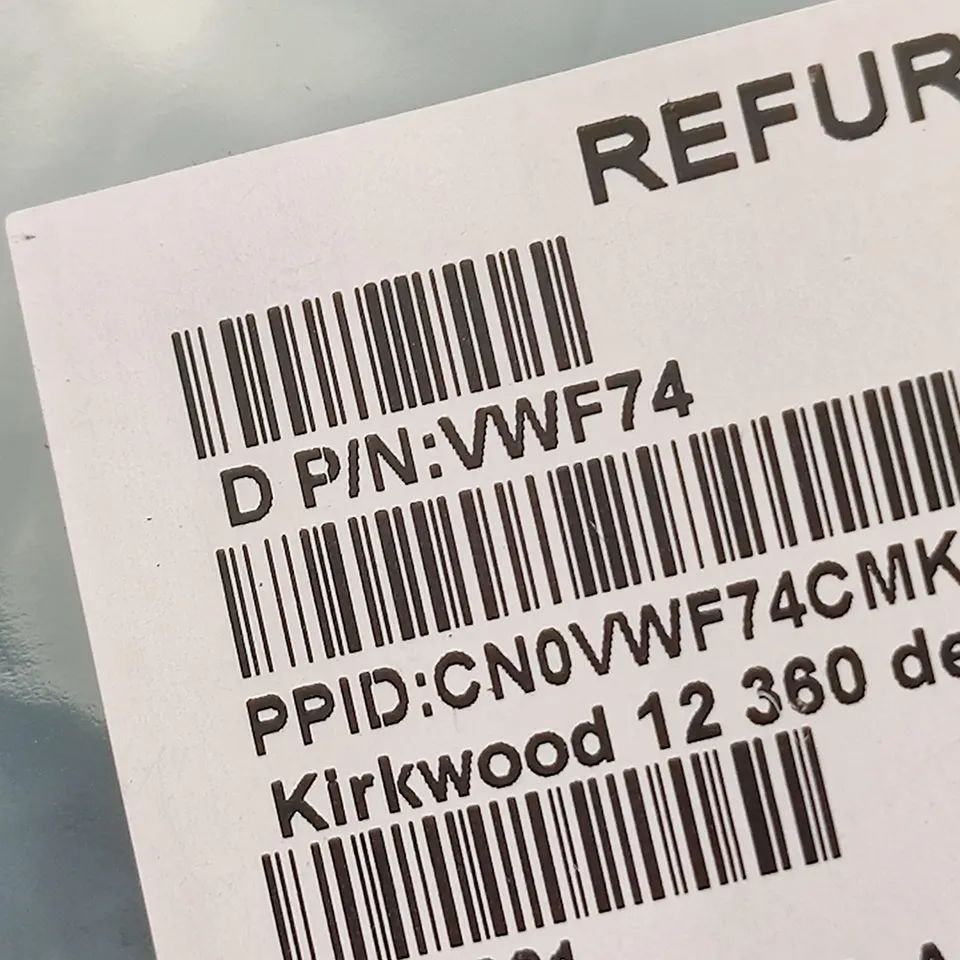 REFUR
D P/N:VWF74
PPID:CN0VWF74CMK
Kirkwood 12 360 de